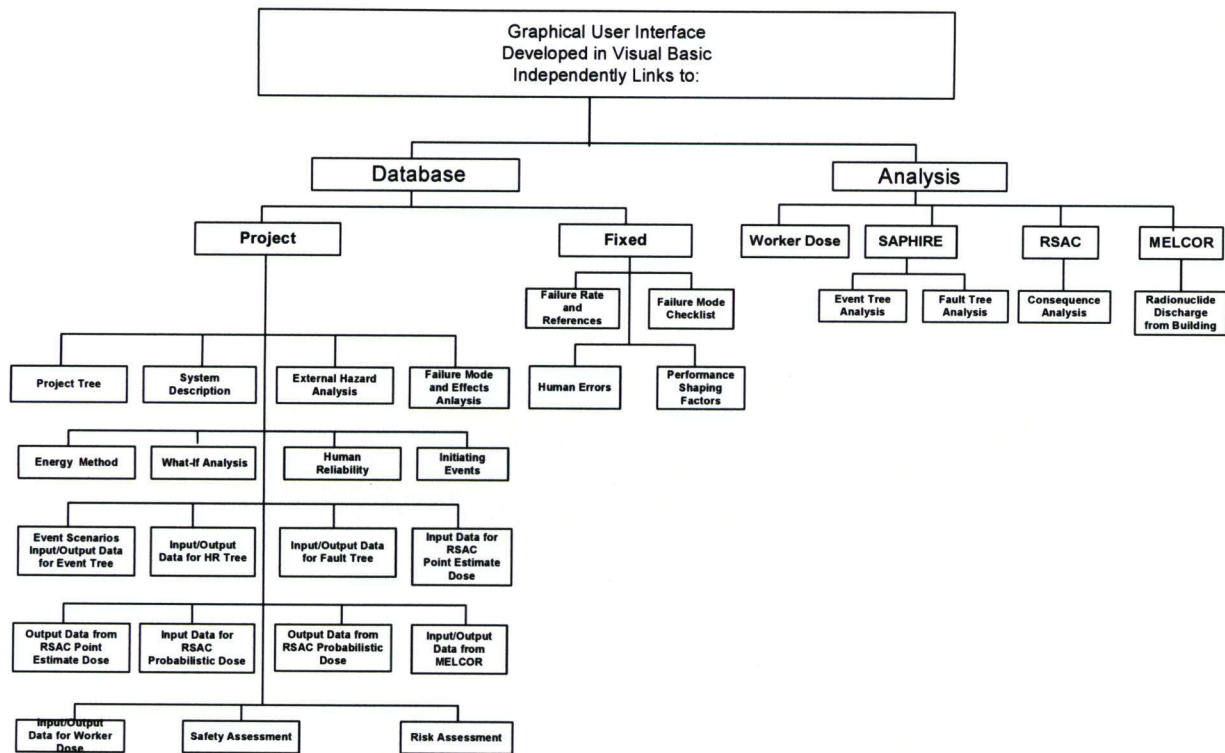 Graphical User Interface
Developed in Visual Basic
Independently Links to:
Database
Analysis
Project
Fixed
Worker Dose
SAPHIRE
RSAC
MELCOR
Failure Rate
and
References
Failure Mode
Checklist
Event Tree
Analysis
Fault Tree
Analysis
Consequence
Analysis
Radionuclide
Discharge
from Building
Project Tree
System
Description
External Hazard
Analysis
Failure Mode
and Effects
Anlaysis
Human Errors
Performance
Shaping
Factors
Energy Method
What-If Analysis
Human
Reliability
Initiating
Events
Event Scenarios
Input/Output Data
for Event Tree
Input/Output
Data for HR Tree
Input/Output Data
for Fault Tree
Input Data for
RSAC
Point Estimate
Dose
Output Data from
RSAC Point
Estimate Dose
Input Data for
RSAC
Probabilistic Dose
Output Data from
RSAC Probabilistic
Dose
Input/Output
Data from
MELCOR
Input/Output
Data for Worker
Dose
Safety Assessment
Risk Assessment